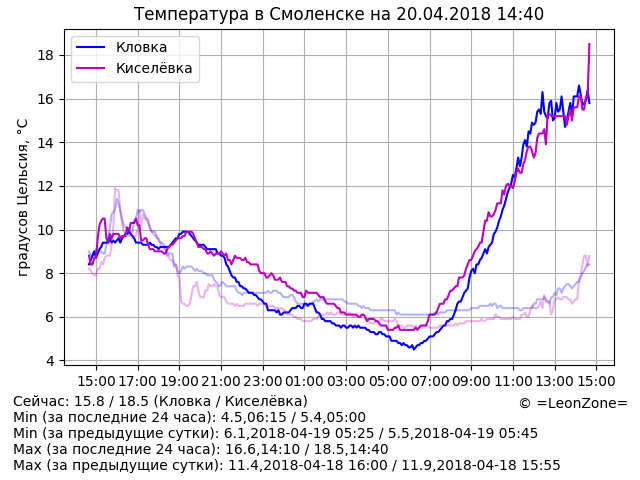 Температура в Смоленске на 20.04.2018 14:40
Кловка
Киселёвка
градусов Цельсия, °C
18
16
14
12
10
8
6
4
15:00 17:00 19:00 21:00 23:00 01:00 03:00 05:00 07:00 09:00 11:00 13:00 15:00
Сейчас: 15.8 / 18.5 (Кловка / Киселёвка)
© =LeonZone=
Min (за последние 24 часа): 4.5,06:15 / 5.4,05:00
Min (за предыдущие сутки): 6.1,2018-04-19 05:25 / 5.5,2018-04-19 05:45
Max (за последние 24 часа): 16.6,14:10 / 18.5,14:40
Max (за предыдущие сутки): 11.4,2018-04-18 16:00 / 11.9,2018-04-18 15:55